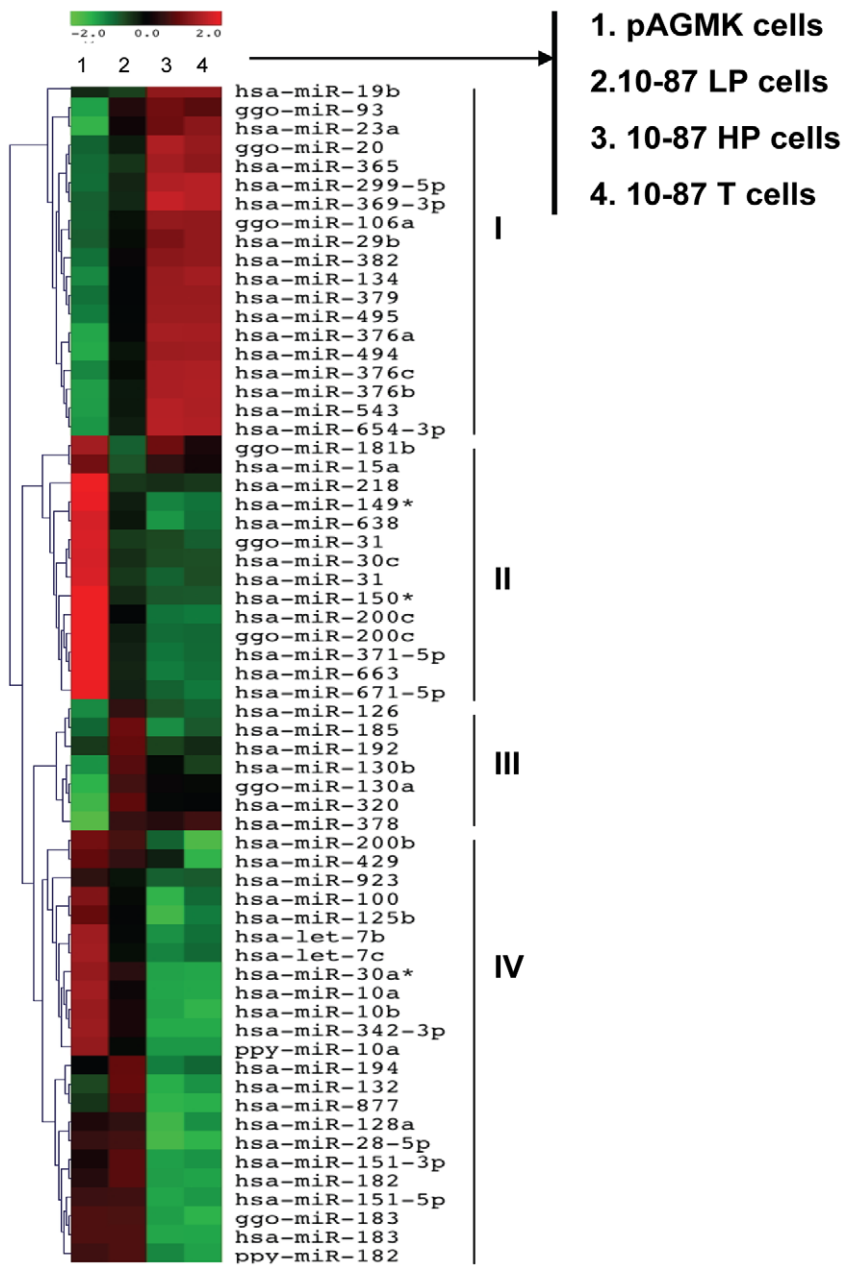 -2.0 0.0 2.0
1 2 3 4
1. pAGMK cells
2.10-87 LP cells
3. 10-87 HP cells
4. 10-87 T cells
hsa-miR-19b
ggo-miR-93
hsa-miR-23a
ggo-miR-20
hsa-miR-365
hsa-miR-299-5p
hsa-miR-369-3p
ggo-miR-106a
hsa-miR-29b
hsa-miR-382
hsa-miR-134
hsa-miR-379
hsa-miR-495
hsa-miR-376a
hsa-miR-494
hsa-miR-376c
hsa-miR-376b
hsa-miR-543
hsa-miR-654-3p
I
ggo-miR-181b
hsa-miR-15a
hsa-miR-218
hsa-miR-149*
hsa-miR-638
ggo-miR-31
hsa-miR-30c
hsa-miR-31
hsa-miR-150*
hsa-miR-200c
ggo-miR-200c
hsa-miR-371-5p
hsa-miR-663
hsa-miR-671-5p
II
hsa-miR-126
hsa-miR-185
hsa-miR-192
hsa-miR-130b
ggo-miR-130a
hsa-miR-320
hsa-miR-378
III
hsa-miR-200b
hsa-miR-429
hsa-miR-923
hsa-miR-100
hsa-miR-125b
hsa-let-7b
hsa-let-7c
hsa-miR-30a*
hsa-miR-10a
hsa-miR-10b
hsa-miR-342-3p
ppy-miR-10a
hsa-miR-194
hsa-miR-132
hsa-miR-877
hsa-miR-128a
hsa-miR-28-5p
hsa-miR-151-3p
hsa-miR-182
hsa-miR-151-5p
ggo-miR-183
hsa-miR-183
ppy-miR-182
IV